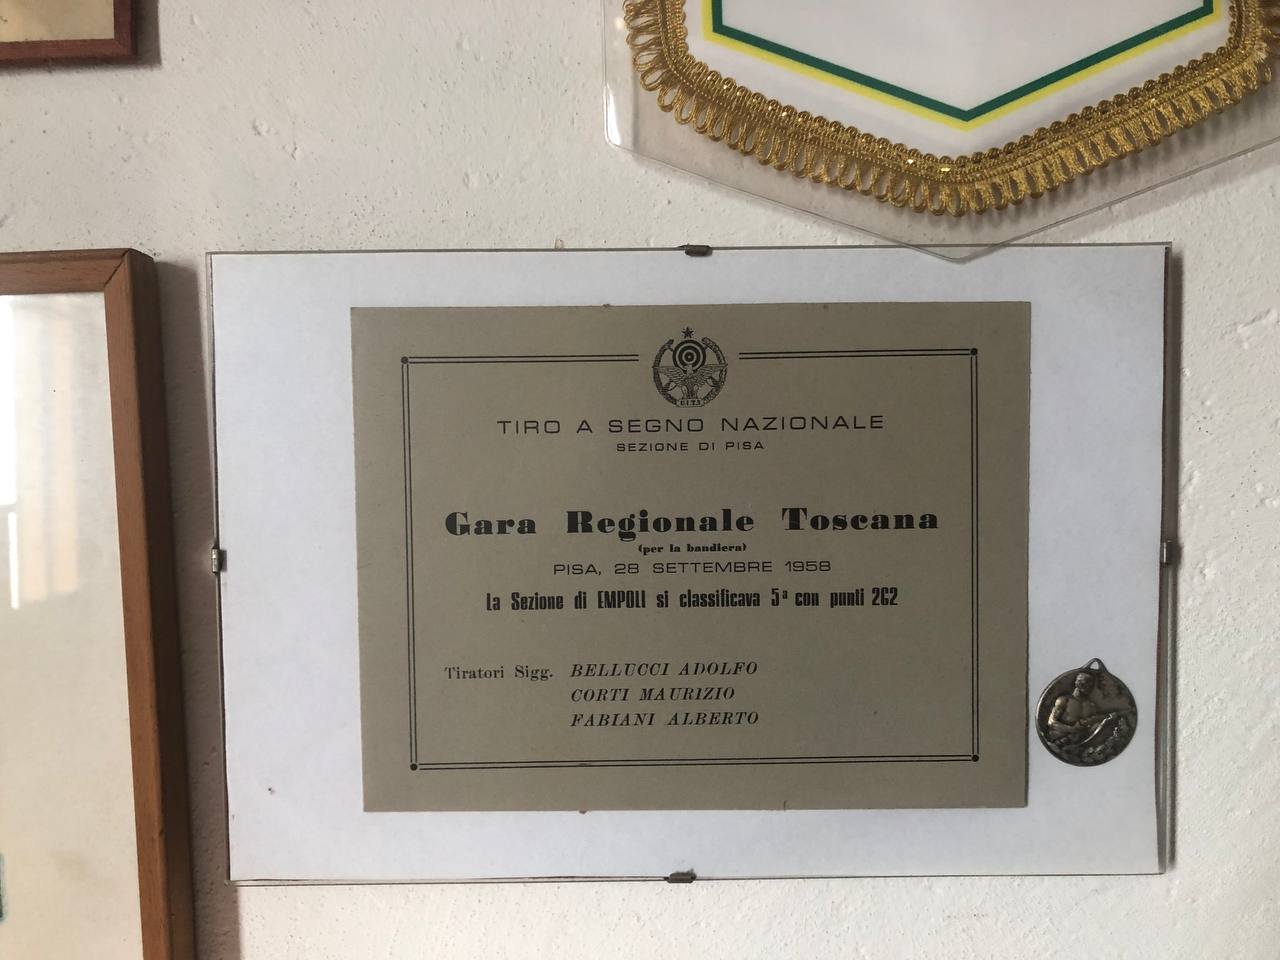 U.I.T.S
TIRO A SEGNO NAZIONALE
SEZIONE DI PISA
Gara Regionale Toscana
(per la bandiera)
PISA, 28 SETTEMBRE 1958
la Sezione di EMPOLI si classificava 5ª con punti 262
Tiratori Sigg. BELLUCCI ADOLFO
CORTI MAURIZIO
FABIANI ALBERTO